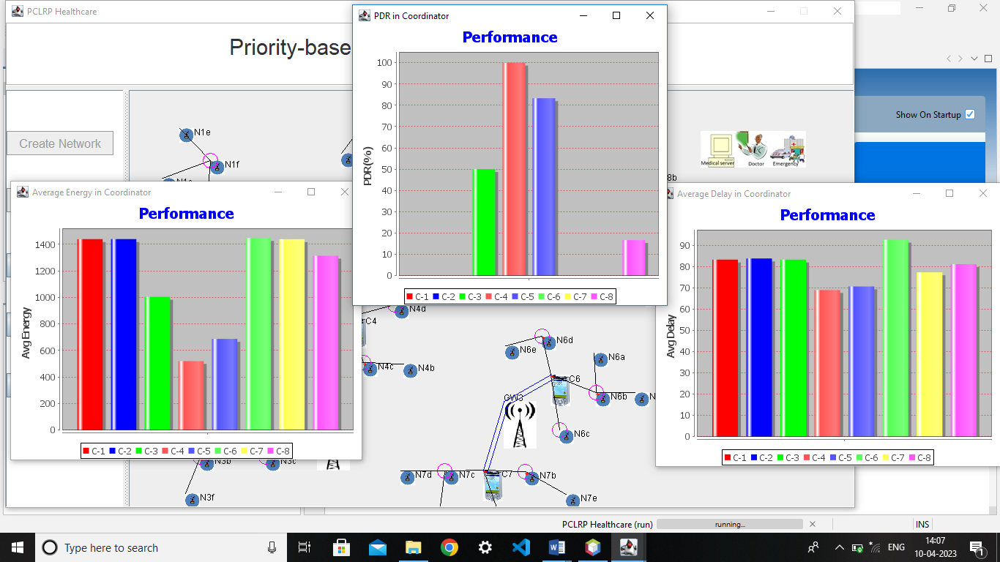 PCLRP Healthcare
Priority-base
Create Network
Show On Startup
N1e
N1f
Medical server
Doctor
Emergency
8b
PDR in Coordinator
Performance
PDR(%)
100
90
80
70
60
50
40
30
20
10
0
C-1 C-2 C-3 C-4 C-5 C-6 C-7 C-8
Average Energy in Coordinator
Performance
Avg Energy
1400
1200
1000
800
600
400
200
0
C-1 C-2 C-3 C-4 C-5 C-6 C-7 C-8
Average Delay in Coordinator
Performance
Avg Delay
90
80
70
60
50
40
30
20
10
0
C-1 C-2 C-3 C-4 C-5 C-6 C-7 C-8
N4d
C4
N4c
N4b
N6d
N6e
N6a
C6
N6b
N
GW3
N6c
N3b
N3c
N3f
N7d
N7c
C7
N7b
N7e
PCLRP Healthcare (run)
running...
INS
Type here to search
ENG
14:07
10-04-2023
1